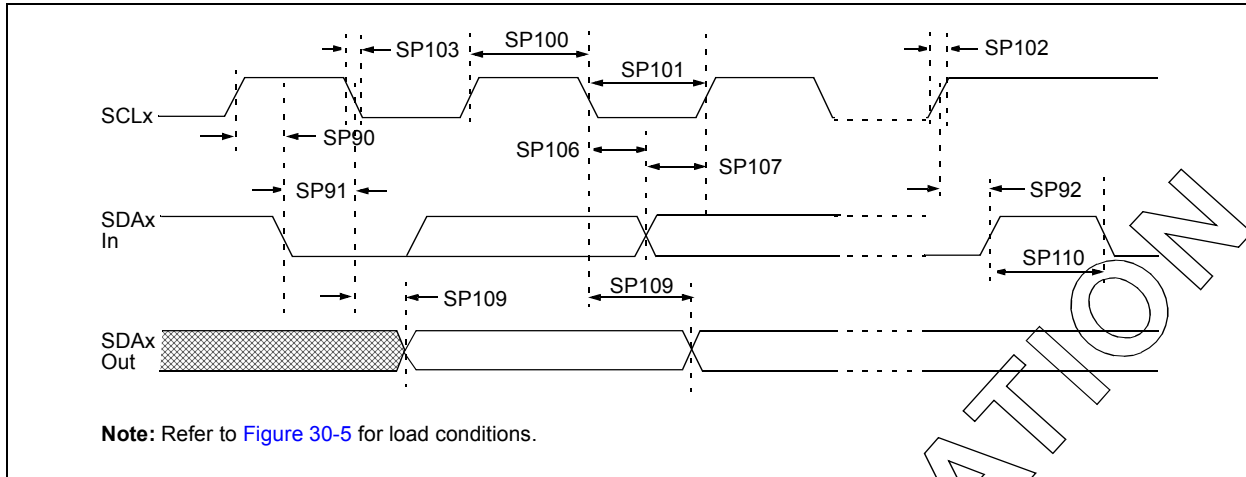 SP103
SP100
SP102
SP101
SCLx
SP90
SP106
SP107
SP91
SP92
SDAx
In
SP110
SP109
SP109
SDAx
Out
Note: Refer to Figure 30-5 for load conditions.
ATION